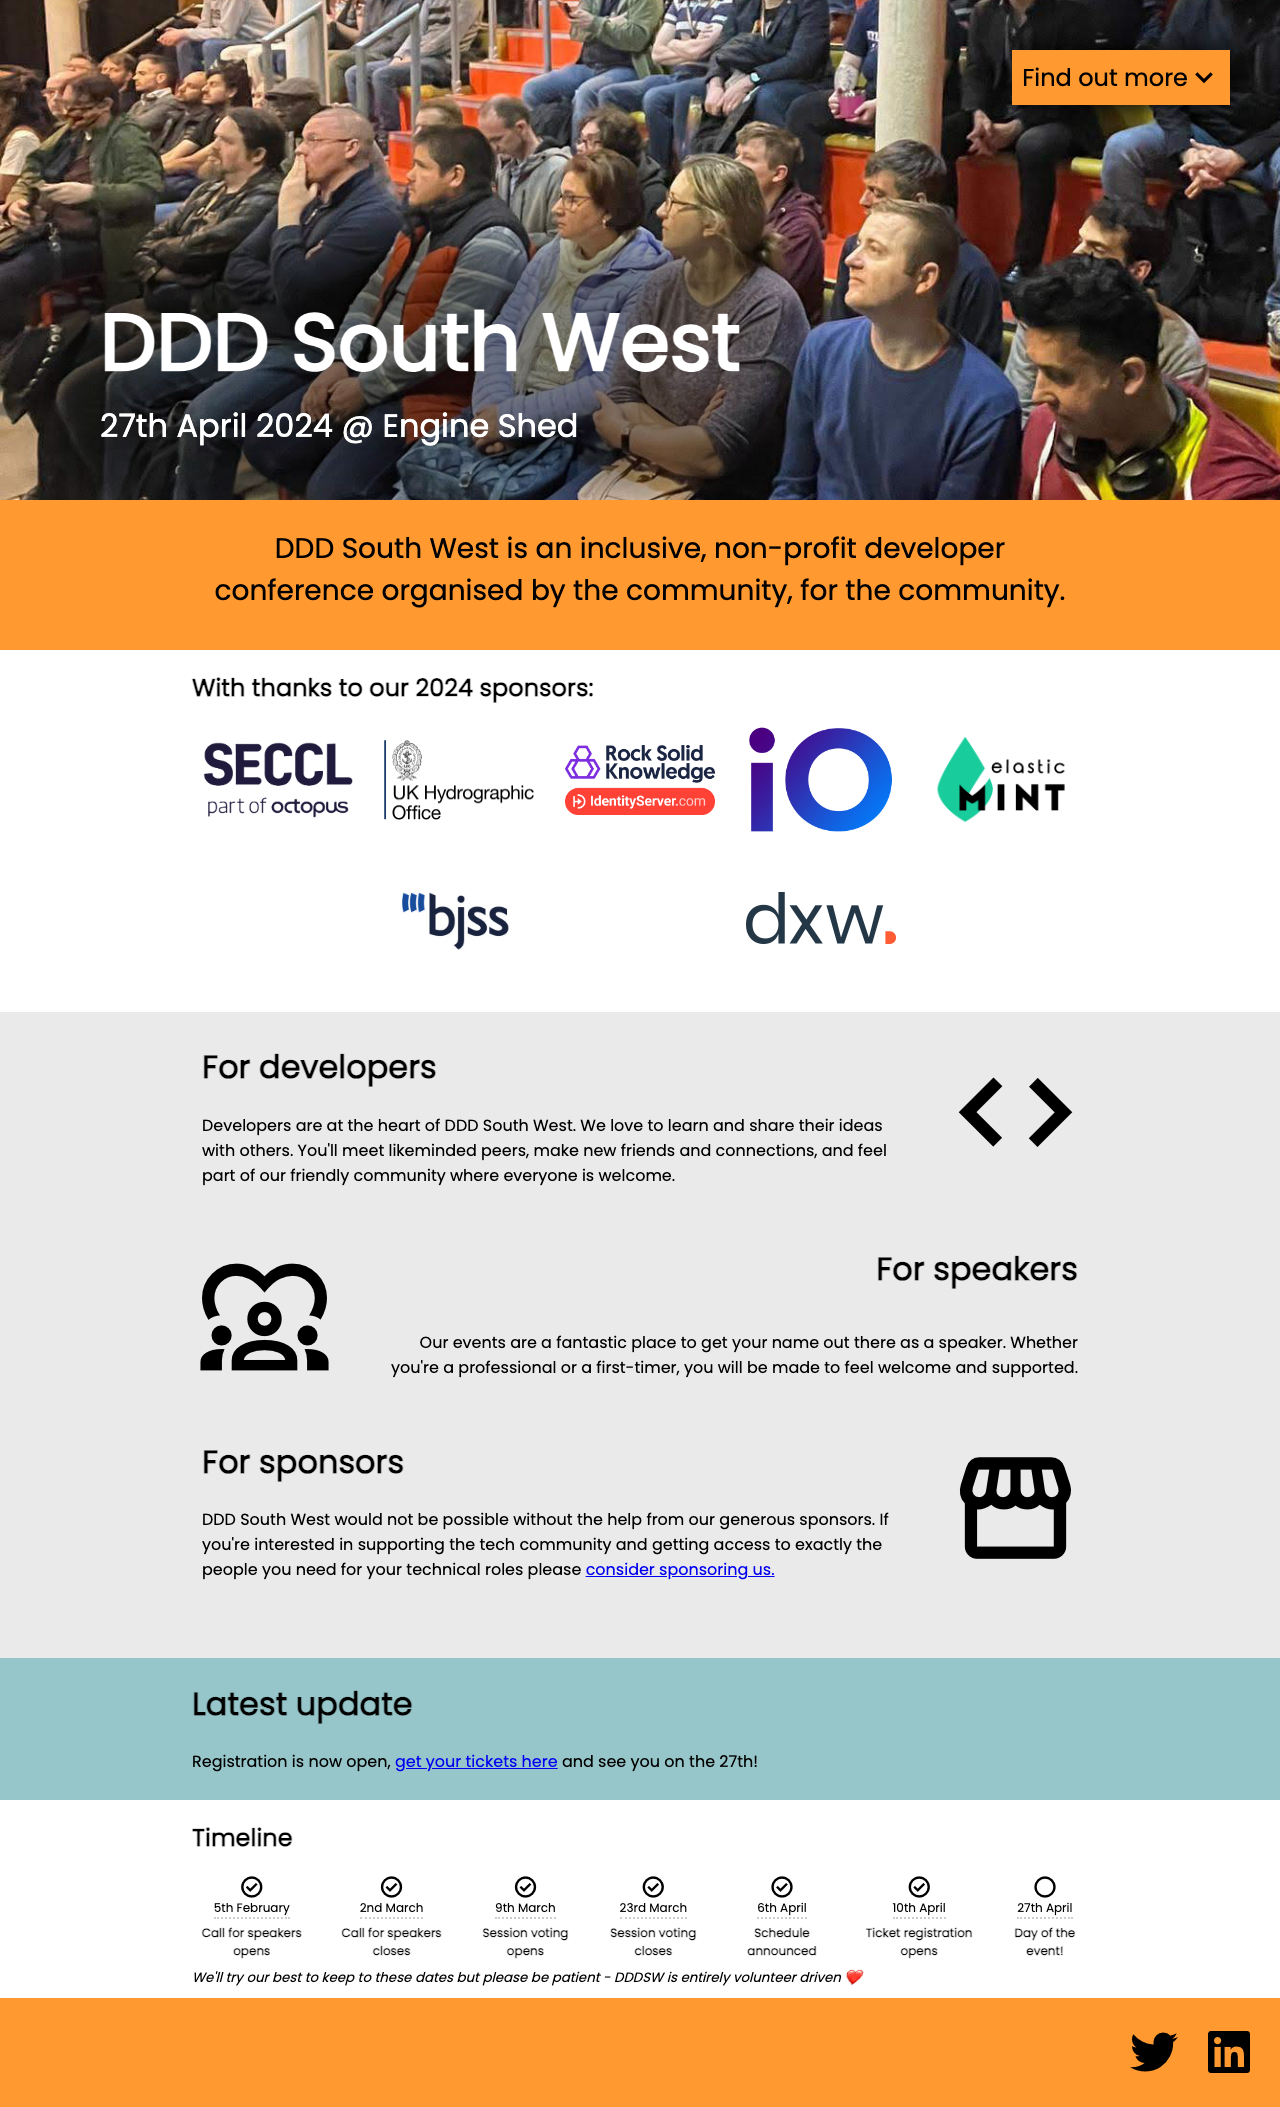 Find out more
DDD South West
27th April 2024 @ Engine Shed
DDD South West is an inclusive, non-profit developer
conference organised by the community, for the community.
With thanks to our 2024 sponsors:
SECCL
part of octopus
UK Hydrographic
Office
Rock Solid
Knowledge
IdentityServer.com
iO
elastic
MINT
bjss
dxw.
For developers
Developers are at the heart of DDD South West. We love to learn and share their ideas
with others. You'll meet likeminded peers, make new friends and connections, and feel
part of our friendly community where everyone is welcome.
For speakers
Our events are a fantastic place to get your name out there as a speaker. Whether
you're a professional or a first-timer, you will be made to feel welcome and supported.
For sponsors
DDD South West would not be possible without the help from our generous sponsors. If
you're interested in supporting the tech community and getting access to exactly the
people you need for your technical roles please consider sponsoring us.
Latest update
Registration is now open, get your tickets here and see you on the 27th!
Timeline
5th February
Call for speakers
opens
2nd March
Call for speakers
closes
9th March
Session voting
opens
23rd March
Session voting
closes
6th April
Schedule
announced
10th April
Ticket registration
opens
27th April
Day of the
event!
We'll try our best to keep to these dates but please be patient - DDDSW is entirely volunteer driven ❤️
in